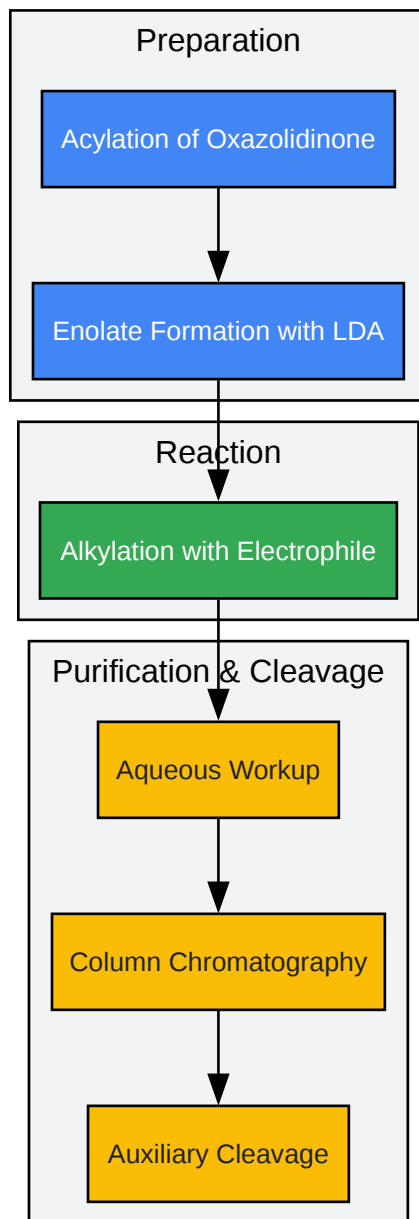 Preparation
Acylation of Oxazolidinone
Enolate Formation with LDA
Reaction
Alkylation with Electrophile
Purification & Cleavage
Aqueous Workup
Column Chromatography
Auxiliary Cleavage